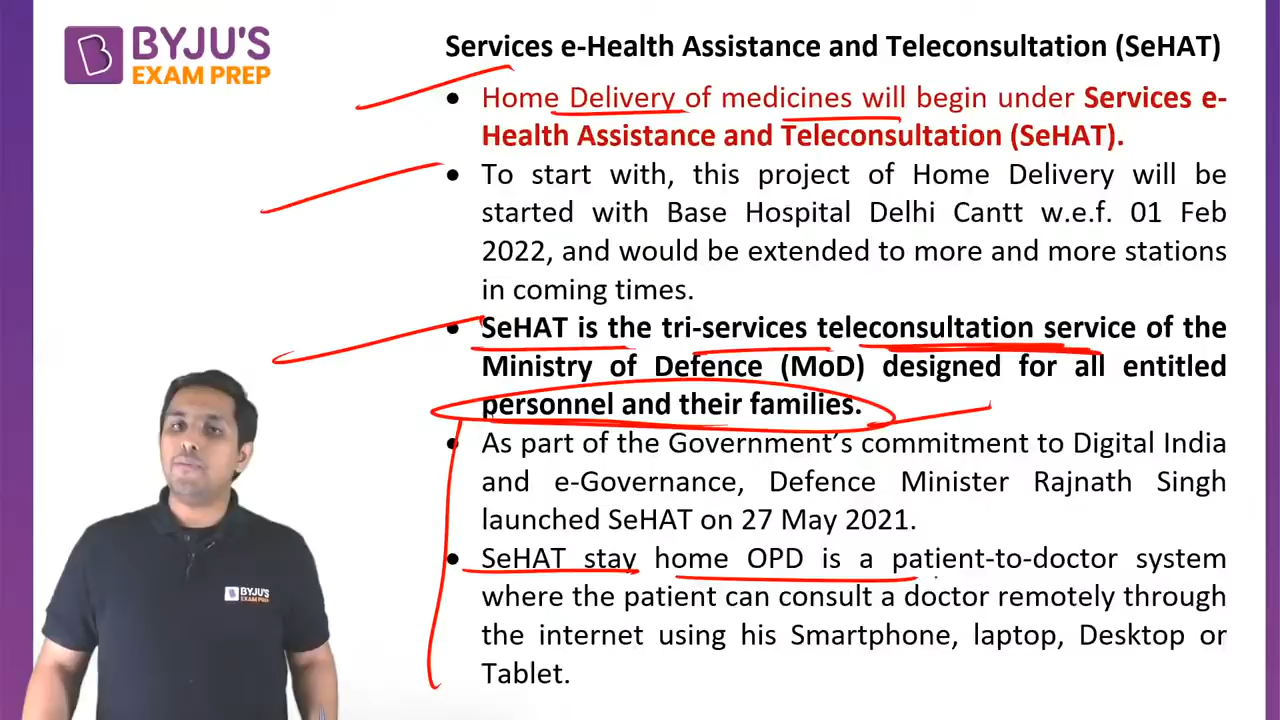 BYJU'S
EXAM PREP
Services e-Health Assistance and Teleconsultation (SeHAT)
• Home Delivery of medicines will begin under Services e-
Health Assistance and Teleconsultation (SeHAT).
• To start with, this project of Home Delivery will be
started with Base Hospital Delhi Cantt w.e.f. 01 Feb
2022, and would be extended to more and more stations
in coming times.
• SeHAT is the tri-services teleconsultation service of the
Ministry of Defence (MoD) designed for all entitled
personnel and their families.
• As part of the Government’s commitment to Digital India
and e-Governance, Defence Minister Rajnath Singh
launched SeHAT on 27 May 2021.
• SeHAT stay home OPD is a patient-to-doctor system
where the patient can consult a doctor remotely through
the internet using his Smartphone, laptop, Desktop or
Tablet.
BYJU'S
EXAM PREP